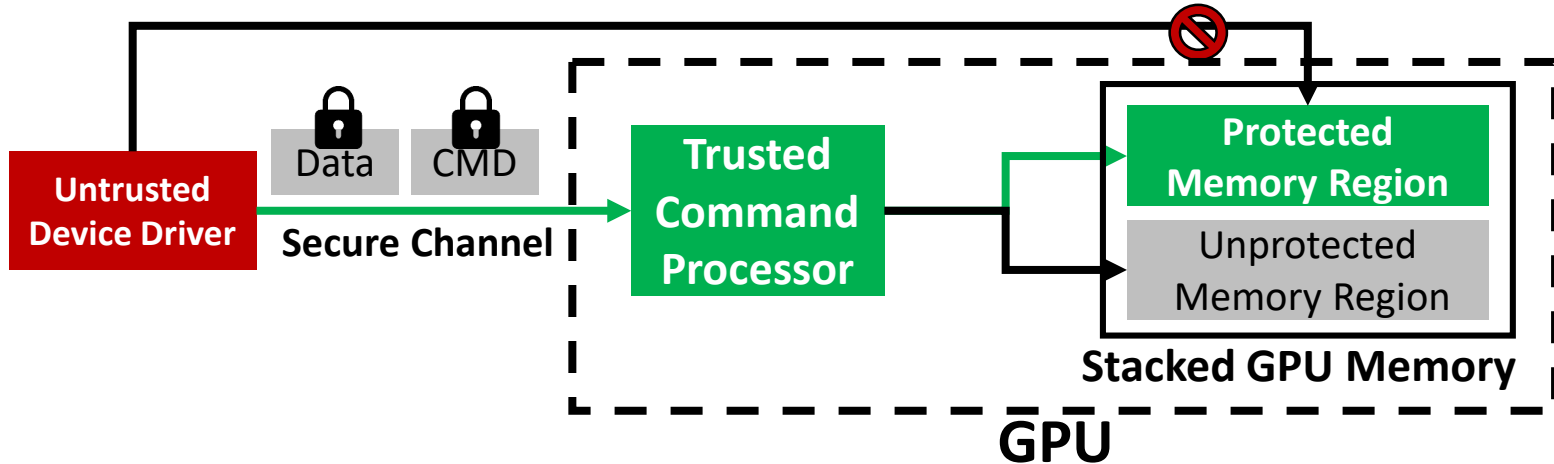 Untrusted
Device Driver
Data
CMD
Secure Channel
Trusted
Command
Processor
Protected
Memory Region
Unprotected
Memory Region
Stacked GPU Memory
GPU